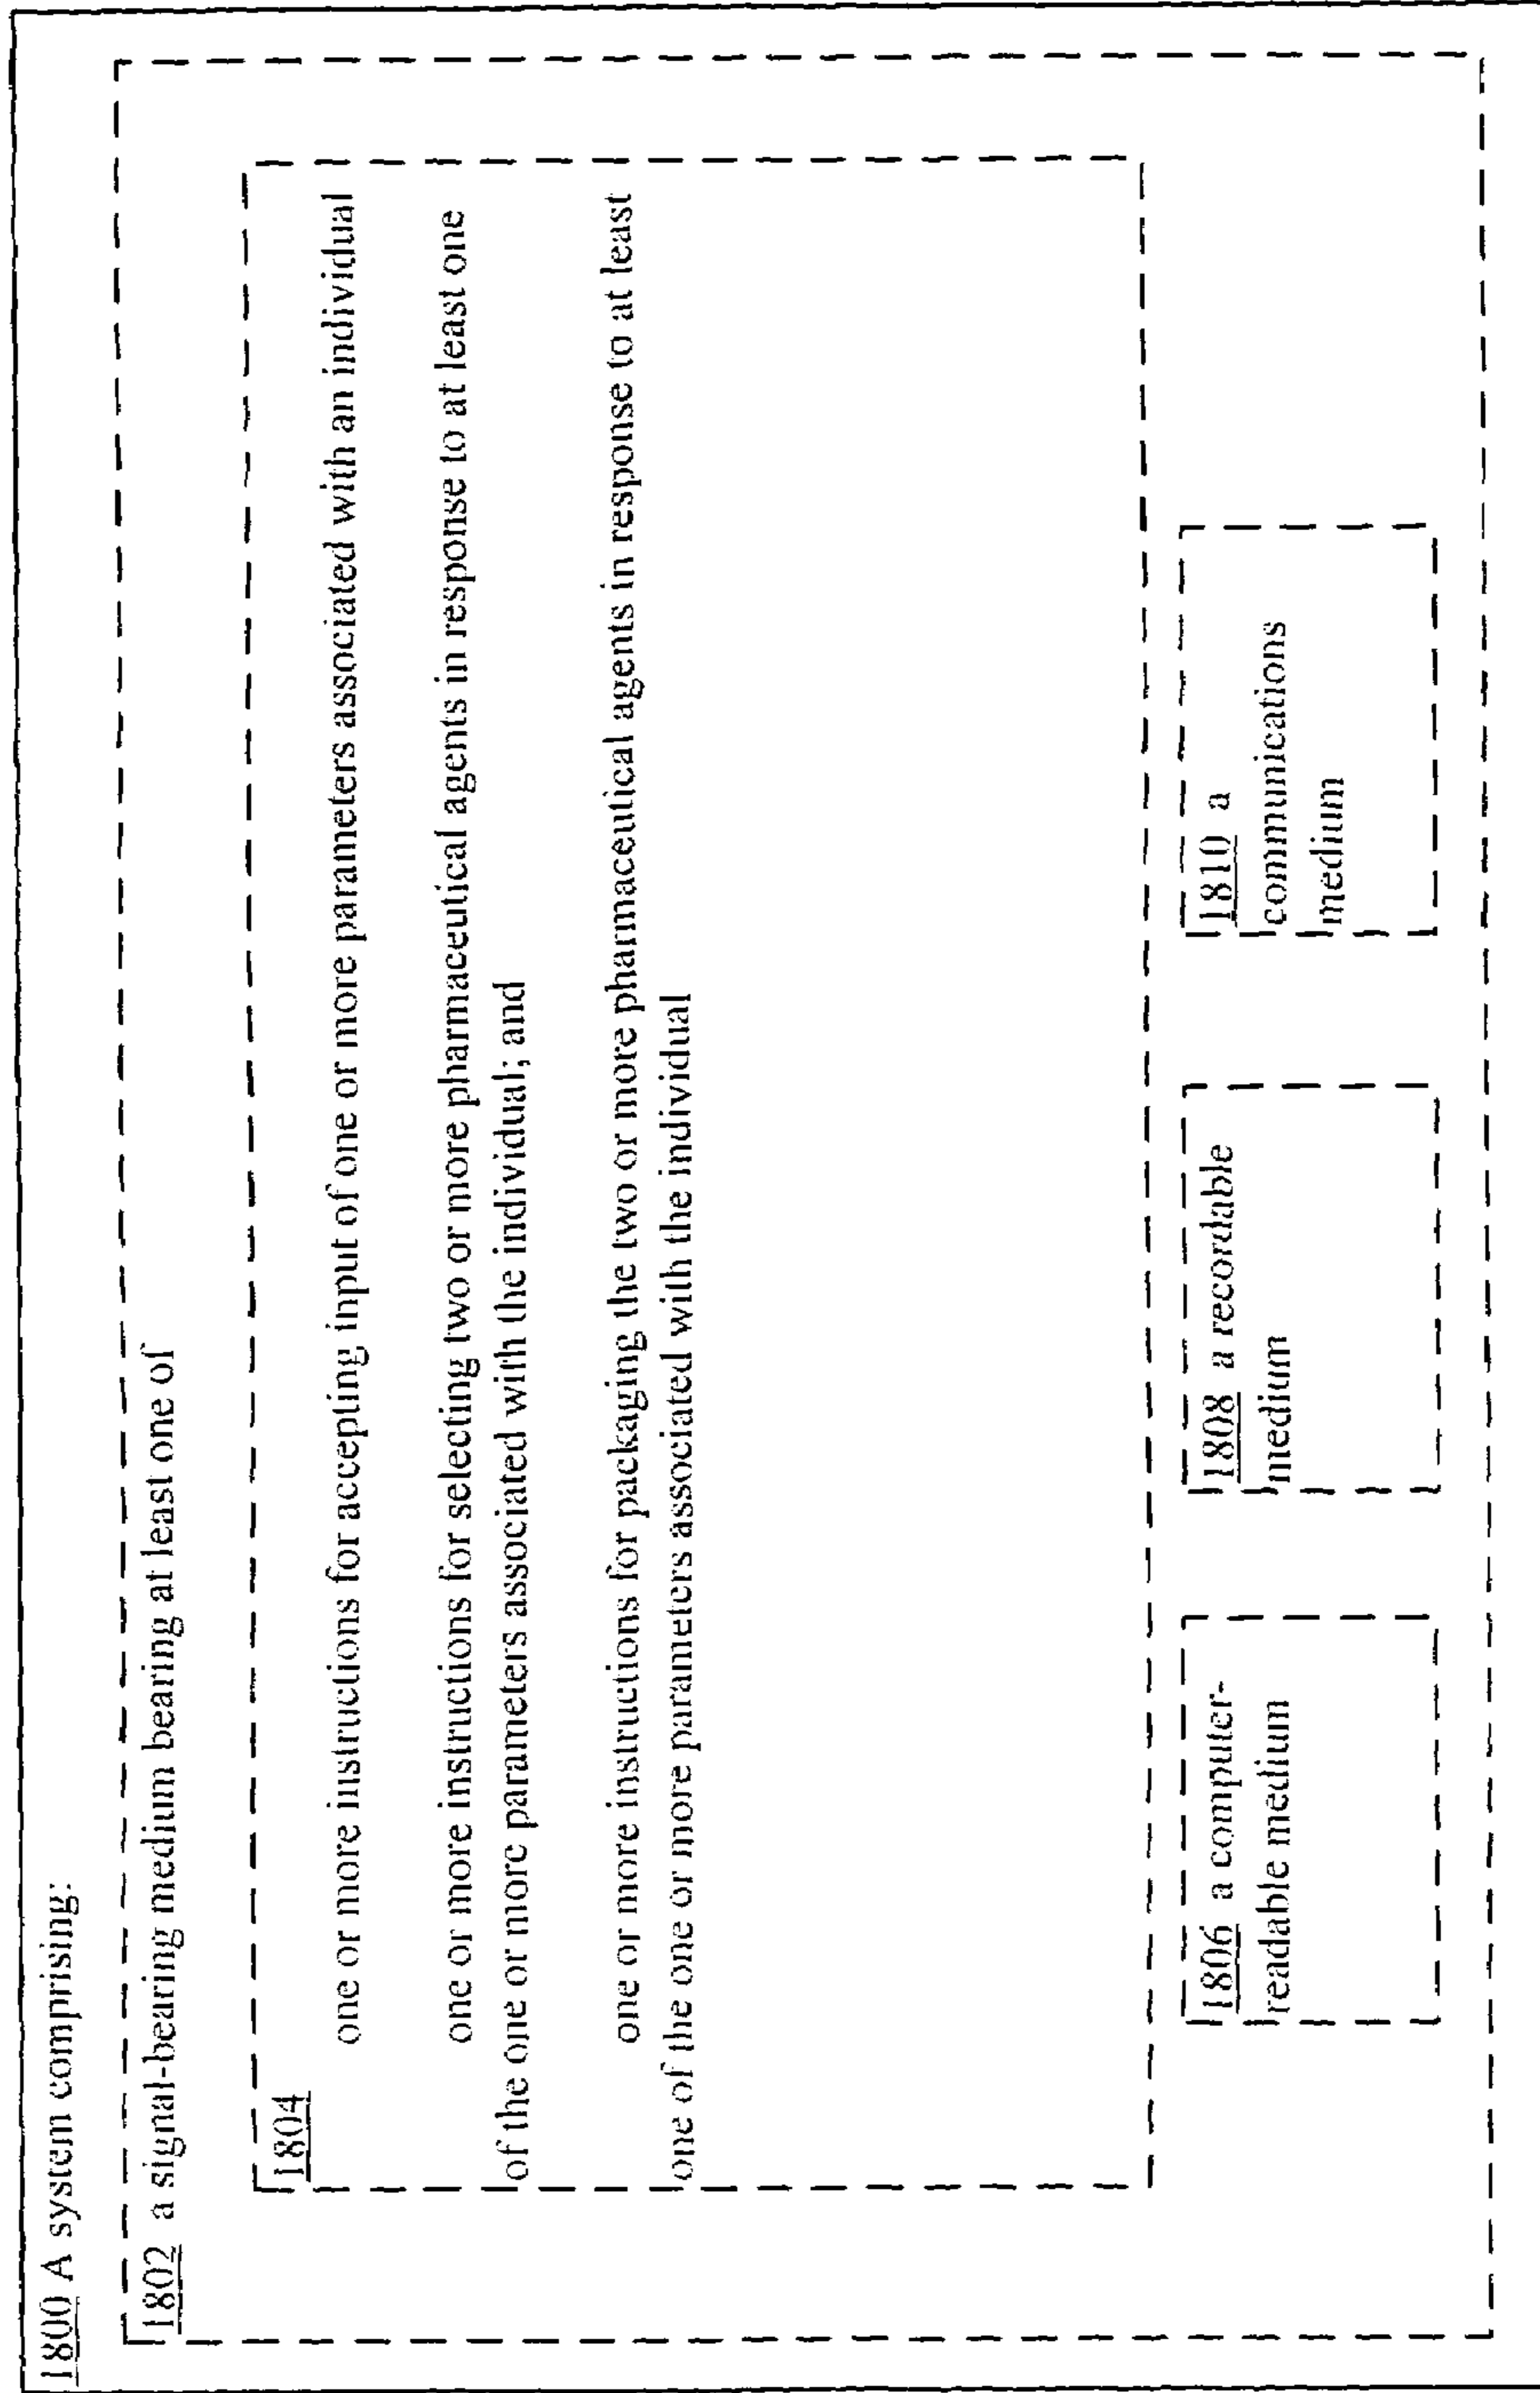 1800 A system comprising:
1802 a signal-bearing medium bearing at least one of
1804
one or more instructions for accepting input of one or more parameters associated with an individual
one or more instructions for selecting two or more pharmaceutical agents in response to at least one
of the one or more parameters associated with the individual; and
one or more instructions for packaging the two or more pharmaceutical agents in response to at least
one of the one or more parameters associated with the individual
1806 a computer-
readable medium
1808 a recordable
medium
1810 a
communications
medium